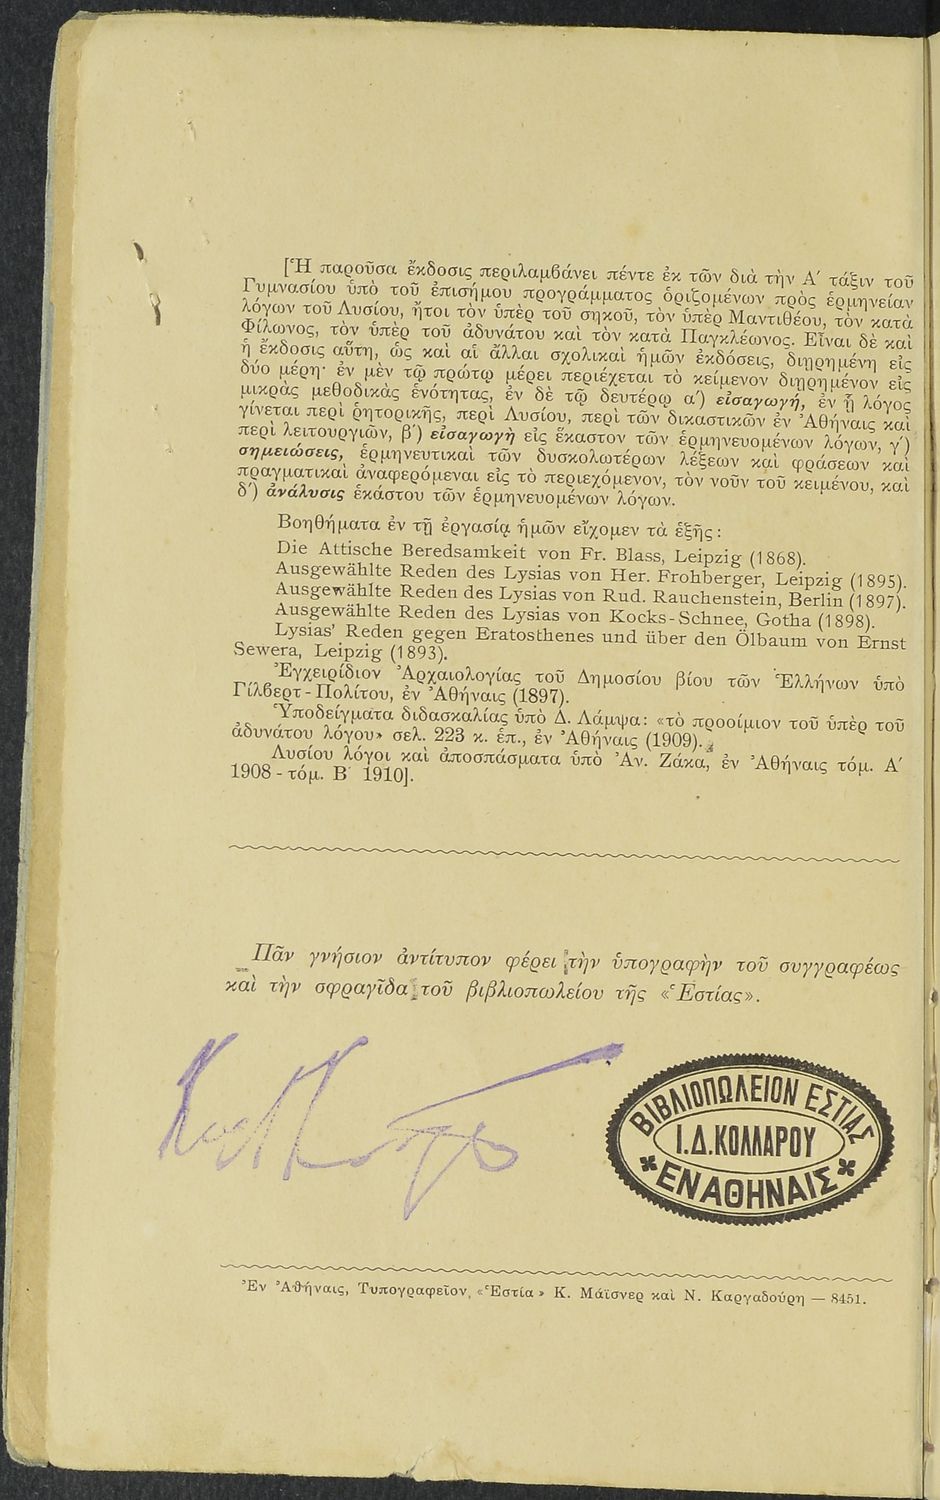 [Ἡ παροῦσα ἔκδοσις περιλαμβάνει πέντε ἐκ τῶν διὰ τὴν Α΄ τάξιν τοῦ
Γυμνασίου ὑπὸ τοῦ ἐπισήμου προγράμματος ὁριζομένων πρὸς ἑρμηνείαν
λόγων τοῦ Λυσίου, ἤτοι τὸν ὑπὲρ τοῦ σηκοῦ, τὸν ὑπὲρ Μαντιθέου, τὸν κατὰ
Φίλωνος, τὸν ὑπὲρ τοῦ ἀδυνάτου καὶ τὸν κατὰ Παγκλέωνος. Εἶναι δὲ καὶ
ἡ ἔκδοσις αὕτη, ὡς καὶ αἱ ἄλλαι σχολικαὶ ἡμῶν ἐκδόσεις, διῃρημένη εἰς
δύο μέρη· ἐν μὲν τῷ πρώτῳ μέρει περιέχεται τὸ κείμενον διῃρημένον εἰς
μικρὰς μεθοδικὰς ἑνότητας, ἐν δὲ τῷ δευτέρῳ α΄) εἰσαγωγή, ἐν ᾗ λόγος
γίνεται περὶ ῥητορικῆς, περὶ Λυσίου, περὶ τῶν δικαστικῶν ἐν Ἀθήναις καὶ
περὶ λειτουργιῶν, β΄) εἰσαγωγὴ εἰς ἕκαστον τῶν ἑρμηνευομένων λόγων, γ΄)
σημειώσεις, ἑρμηνευτικαὶ τῶν δυσκολωτέρων λέξεων καὶ φράσεων καὶ
πραγματικαὶ ἀναφερόμεναι εἰς τὸ περιεχόμενον, τὸν νοῦν τοῦ κειμένου, καὶ
δ΄) ἀνάλυσις ἑκάστου τῶν ἑρμηνευομένων λόγων.
Βοηθήματα ἐν τῇ ἐργασίᾳ ἡμῶν εἴχομεν τὰ ἑξῆς :
Die Attische Beredsamkeit von Fr. Blass, Leipzig (1868).
Ausgewählte Reden des Lysias von Her. Frohberger, Leipzig (1895).
Ausgewählte Reden des Lysias von Rud. Rauchenstein, Berlin (1897).
Ausgewählte Reden des Lysias von Kocks-Schnee, Gotha (1898).
Lysias' Reden gegen Eratosthenes und über den Ölbaum von Ernst
Sewera, Leipzig (1893).
Ἐγχειρίδιον Ἀρχαιολογίας τοῦ Δημοσίου βίου τῶν Ἑλλήνων ὑπὸ
Γίλβερτ - Πολίτου, ἐν Ἀθήναις (1897).
Ὑποδείγματα διδασκαλίας ὑπὸ Δ. Λάμψα: «τὸ προοίμιον τοῦ ὑπὲρ τοῦ
ἀδυνάτου λόγου» σελ. 223 κ. ἑπ., ἐν Ἀθήναις (1909).
Λυσίου λόγοι καὶ ἀποσπάσματα ὑπὸ Ἀν. Ζάκα, ἐν Ἀθήναις τόμ. Α΄
1908 - τόμ. Β΄ 1910].
Πᾶν γνήσιον ἀντίτυπον φέρει τὴν ὑπογραφὴν τοῦ συγγραφέως
καὶ τὴν σφραγῖδα τοῦ βιβλιοπωλείου τῆς «Ἑστίας».
ΒΙΒΛΙΟΠΩΛΕΙΟΝ ΕΣΤΙΑΣ
Ι.Δ.ΚΟΛΛΑΡΟΥ
ΕΝ ΑΘΗΝΑΙΣ
Ἐν Ἀθήναις, Τυπογραφεῖον «Ἑστία» Κ. Μάϊσνερ καὶ Ν. Καργαδούρη — 8451.